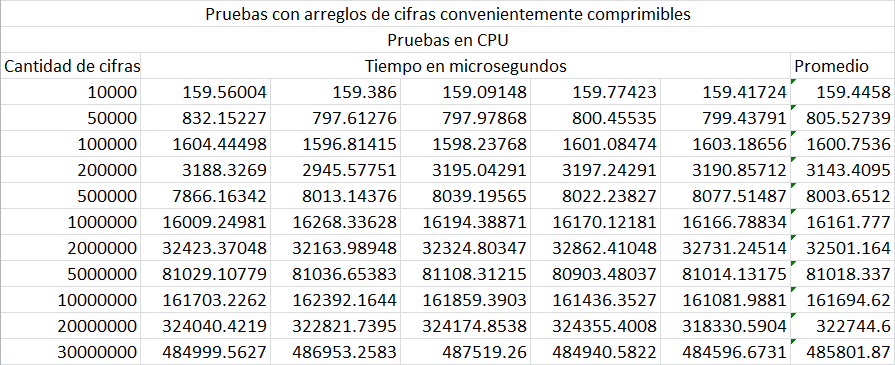 Pruebas con arreglos de cifras convenientemente comprimibles
Pruebas en CPU
Cantidad de cifras Tiempo en microsegundos Promedio
10000 159.56004 159.386 159.09148 159.77423 159.41724 159.4458
50000 832.15227 797.61276 797.97868 800.45535 799.43791 805.52739
100000 1604.44498 1596.81415 1598.23768 1601.08474 1603.18656 1600.7536
200000 3188.3269 2945.57751 3195.04291 3197.24291 3190.85712 3143.4095
500000 7866.16342 8013.14376 8039.19565 8022.23827 8077.51487 8003.6512
1000000 16009.24981 16268.33628 16194.38871 16170.12181 16166.78834 16161.777
2000000 32423.37048 32163.98948 32324.80347 32862.41048 32731.24514 32501.164
5000000 81029.10779 81036.65383 81108.31215 80903.48037 81014.13175 81018.337
10000000 161703.2262 162392.1644 161859.3903 161436.3527 161081.9881 161694.62
20000000 324040.4219 322821.7395 324174.8538 324355.4008 318330.5904 322744.6
30000000 484999.5627 486953.2583 487519.26 484940.5822 484596.6731 485801.87